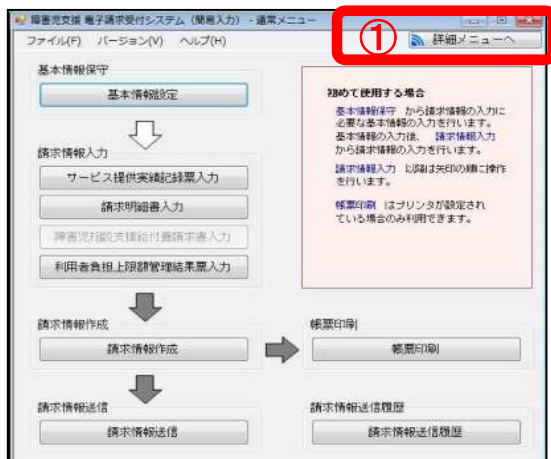 障害児支援 電子請求受付システム（簡易入力） - 通常メニュー
ファイル(F) バージョン(V) ヘルプ(H)
① 詳細メニューへ
基本情報保守
基本情報設定
請求情報入力
サービス提供実績記録票入力
請求明細書入力
障害児相談支援給付費請求書入力
利用者負担上限額管理結果票入力
初めて使用する場合
基本情報保守 から請求情報の入力に
必要な基本情報の入力を行います。
基本情報の入力後、 請求情報入力
から請求情報の入力を行います。
請求情報入力 以降は矢印の順に操作
を行います。
帳票印刷 はプリンタが設定され
ている場合のみ利用できます。
請求情報作成
請求情報作成
帳票印刷
帳票印刷
請求情報送信
請求情報送信
請求情報送信履歴
請求情報送信履歴